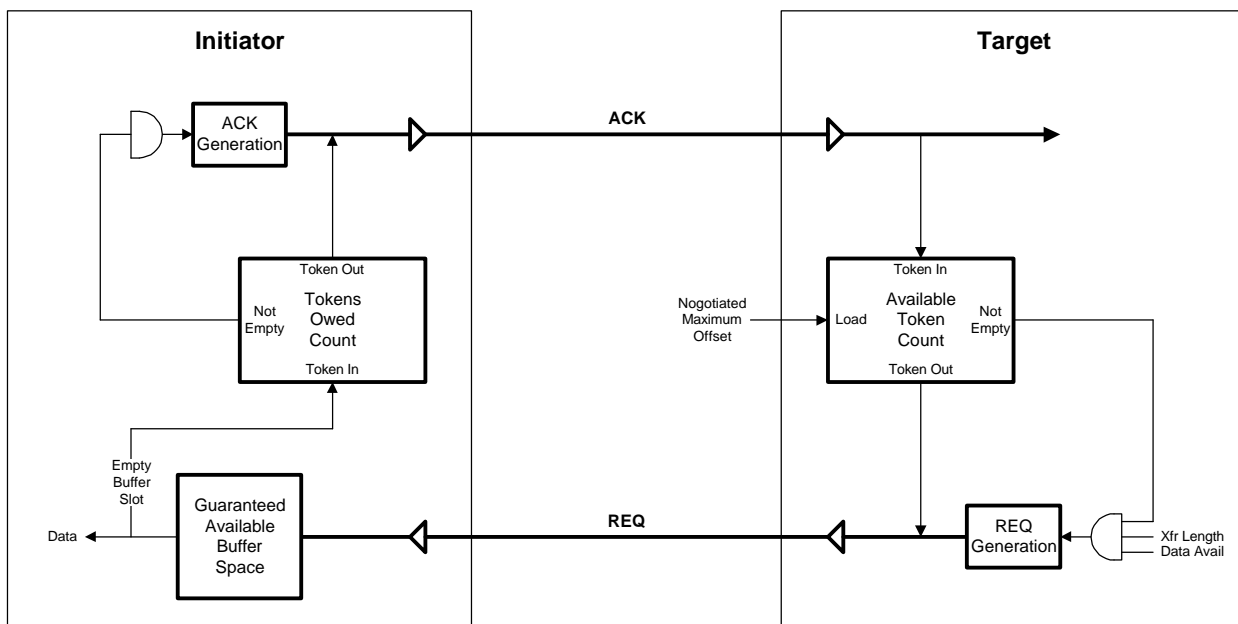 Initiator
Target
ACK
Generation
ACK
Token Out
Tokens
Owed
Count
Not
Empty
Token In
Nogotiated
Maximum
Offset
Token In
Load
Available
Token
Count
Not
Empty
Token Out
Empty
Buffer
Slot
Data
Guaranteed
Available
Buffer
Space
REQ
REQ
Generation
Xfr Length
Data Avail